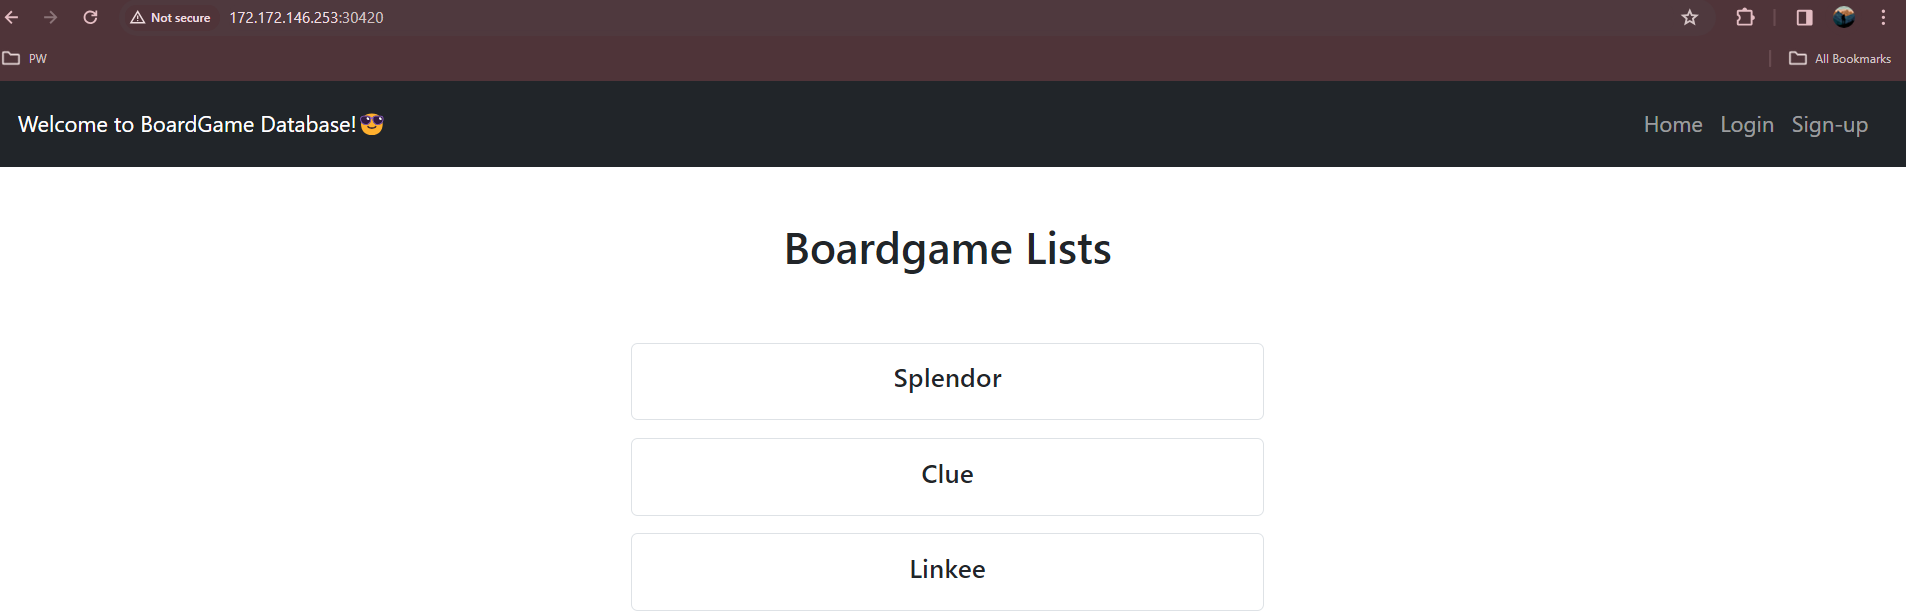 Not secure 172.172.146.253:30420
PW All Bookmarks
Welcome to BoardGame Database!😎 Home Login Sign-up
Boardgame Lists
Splendor
Clue
Linkee